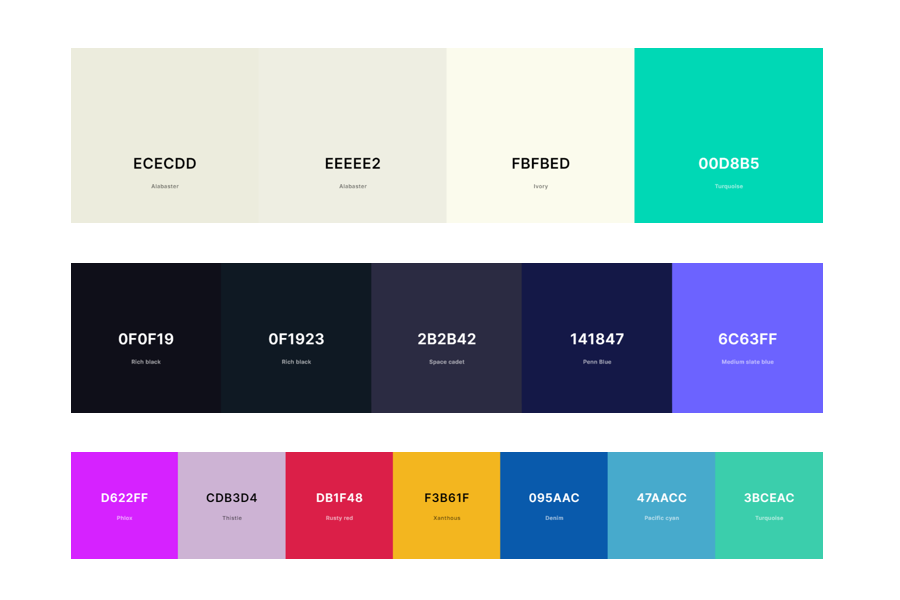 ECECDD
Alabaster
EEEEE2
Alabaster
FBFBED
Ivory
00D8B5
Turquoise
0F0F19
Rich black
0F1923
Rich black
2B2B42
Space cadet
141847
Penn Blue
6C63FF
Medium slate blue
D622FF
Phlox
CDB3D4
Thistle
DB1F48
Rusty red
F3B61F
Xanthous
095AAC
Denim
47AACC
Pacific cyan
3BCEAC
Turquoise